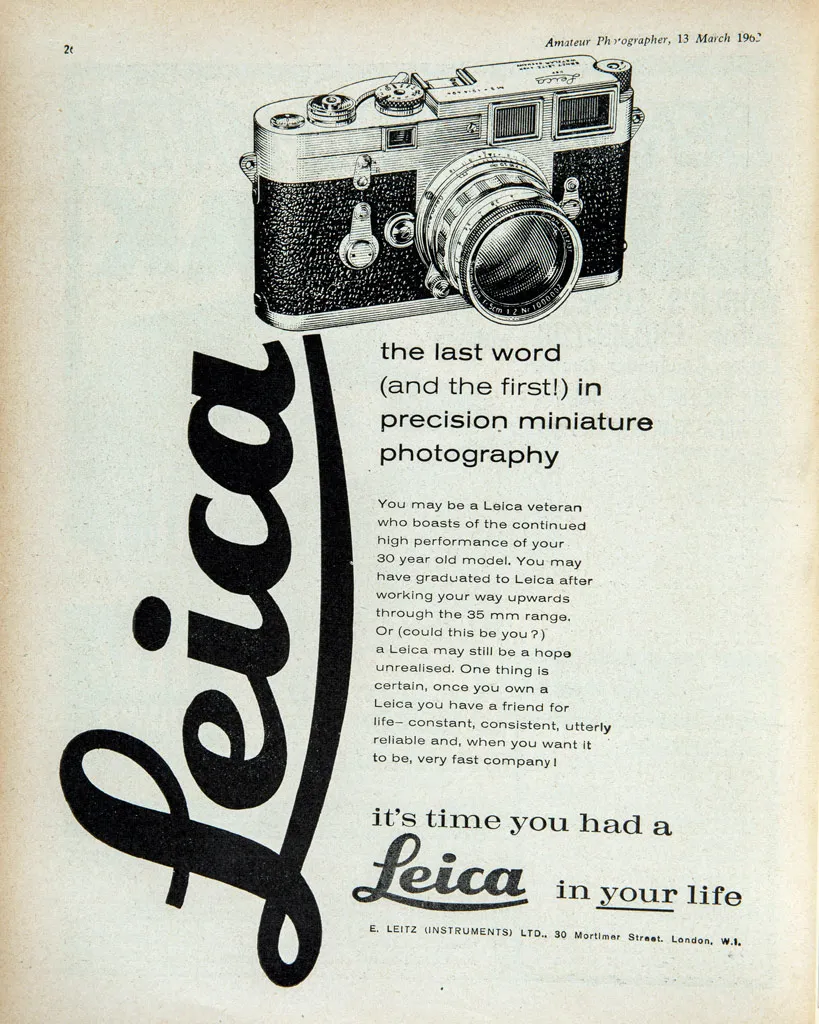 Amateur Photographer, 13 March
Leica
M3
Nr 1000001
Leica
the last word
(and the first!) in
precision miniature
photography
You may be a Leica veteran
who boasts of the continued
high performance of your
30 year old model. You may
have graduated to Leica after
working your way upwards
through the 35 mm range.
Or (could this be you?)
a Leica may still be a hope
unrealised. One thing is
certain, once you own a
Leica you have a friend for
life– constant, consistent, utterly
reliable and, when you want it
to be, very fast company!
it's time you had a
Leica in your life
E. LEITZ (INSTRUMENTS) LTD., 30 Mortimer Street. London, W.1.